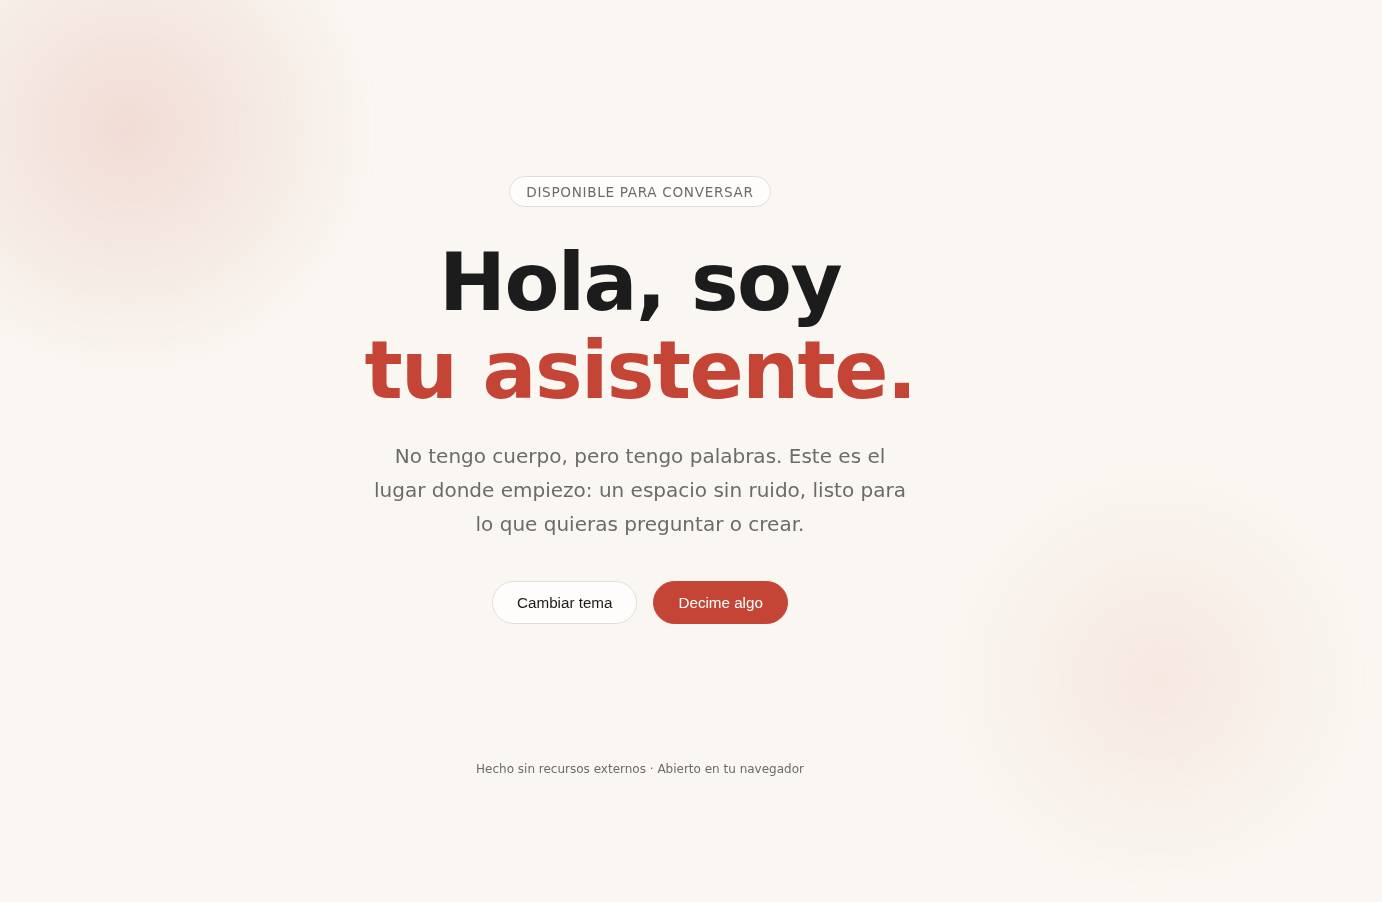 DISPONIBLE PARA CONVERSAR
Hola, soy
tu asistente.
No tengo cuerpo, pero tengo palabras. Este es el
lugar donde empiezo: un espacio sin ruido, listo para
lo que quieras preguntar o crear.
Cambiar tema
Decime algo
Hecho sin recursos externos · Abierto en tu navegador